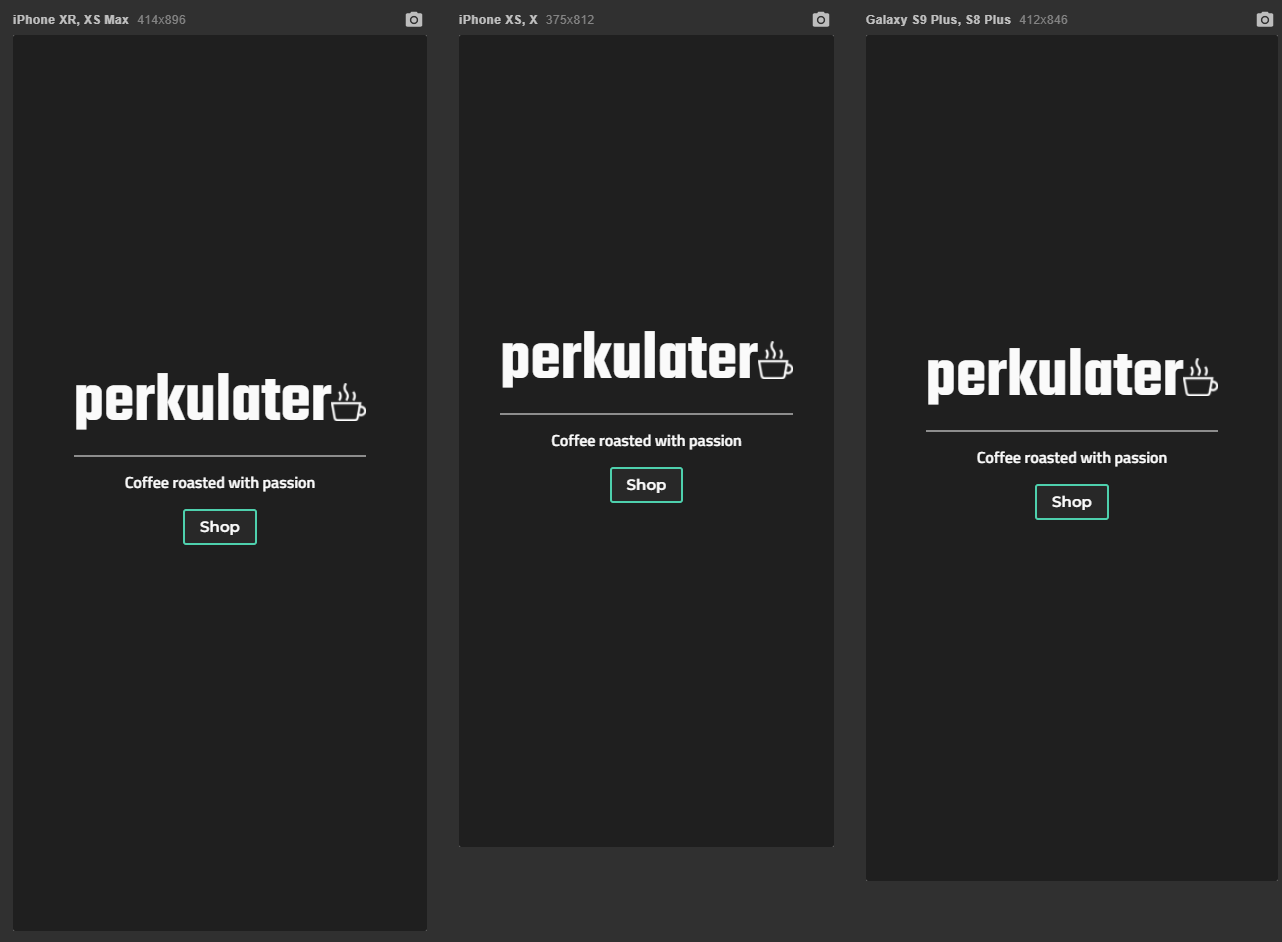 iPhone XR, XS Max 414x896
perkulater
Coffee roasted with passion
Shop
iPhone XS, X 375x812
perkulater
Coffee roasted with passion
Shop
Galaxy S9 Plus, S8 Plus 412x846
perkulater
Coffee roasted with passion
Shop